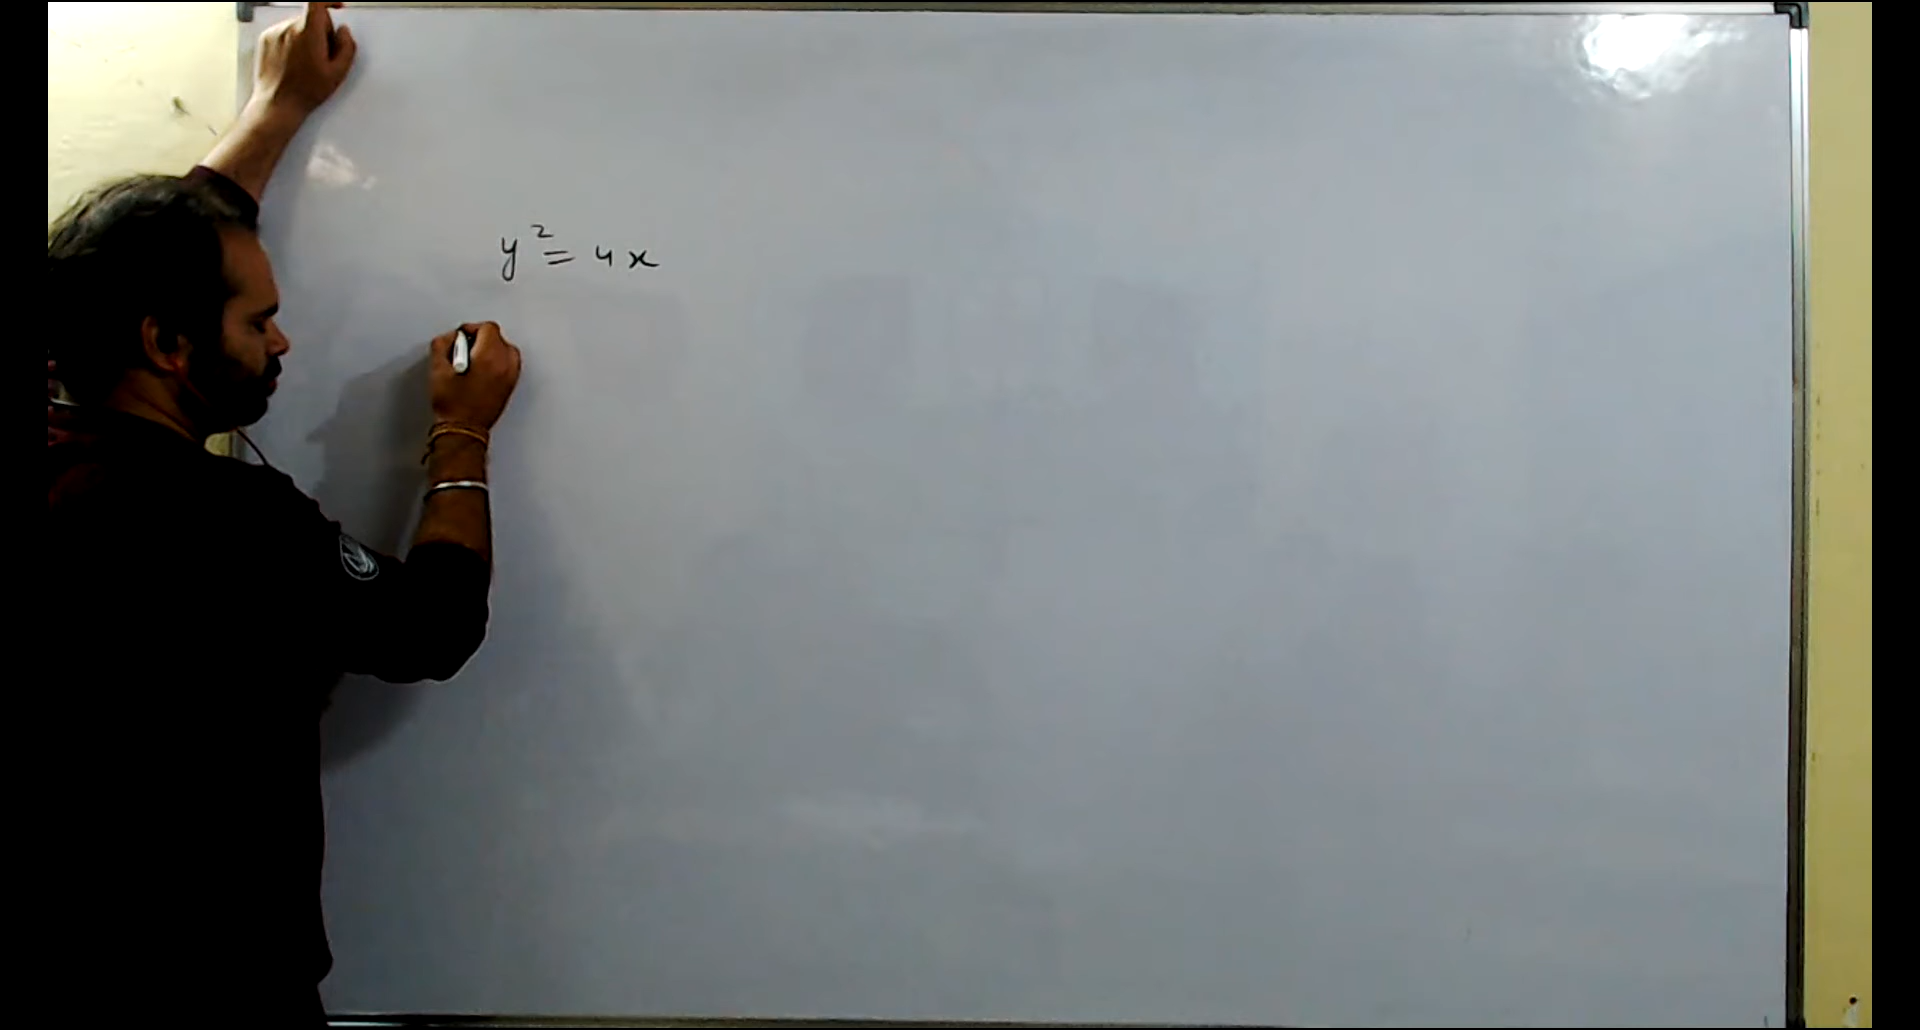 y² = 4x